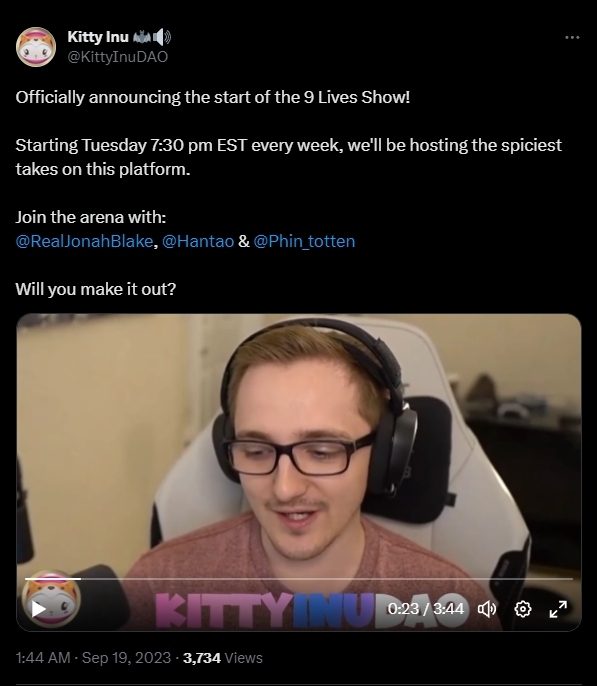 Kitty Inu
@KittyInuDAO
Officially announcing the start of the 9 Lives Show!
Starting Tuesday 7:30 pm EST every week, we'll be hosting the spiciest
takes on this platform.
Join the arena with:
@RealJonahBlake, @Hantao & @Phin_totten
Will you make it out?
KITTYINUDAO
0:23 / 3:44
1:44 AM · Sep 19, 2023 · 3,734 Views